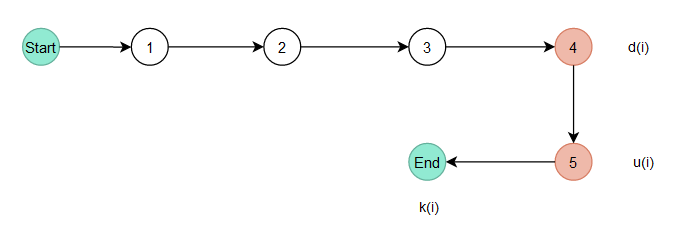 Start 1 2 3 4 d(i)
End 5 u(i)
k(i)